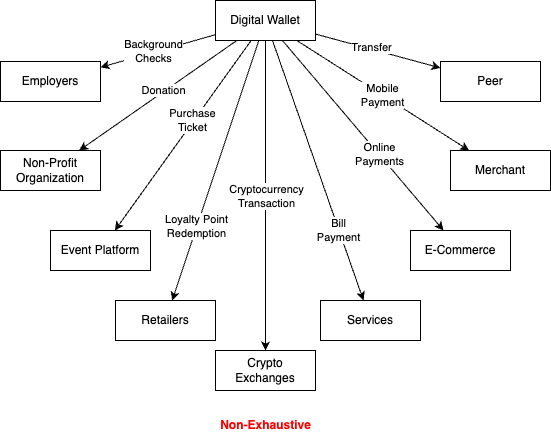 Digital Wallet
Background
Checks
Transfer
Employers
Peer
Donation
Mobile
Payment
Purchase
Ticket
Online
Payments
Non-Profit
Organization
Merchant
Cryptocurrency
Transaction
Loyalty Point
Redemption
Bill
Payment
Event Platform
E-Commerce
Retailers
Services
Crypto
Exchanges
Non-Exhaustive